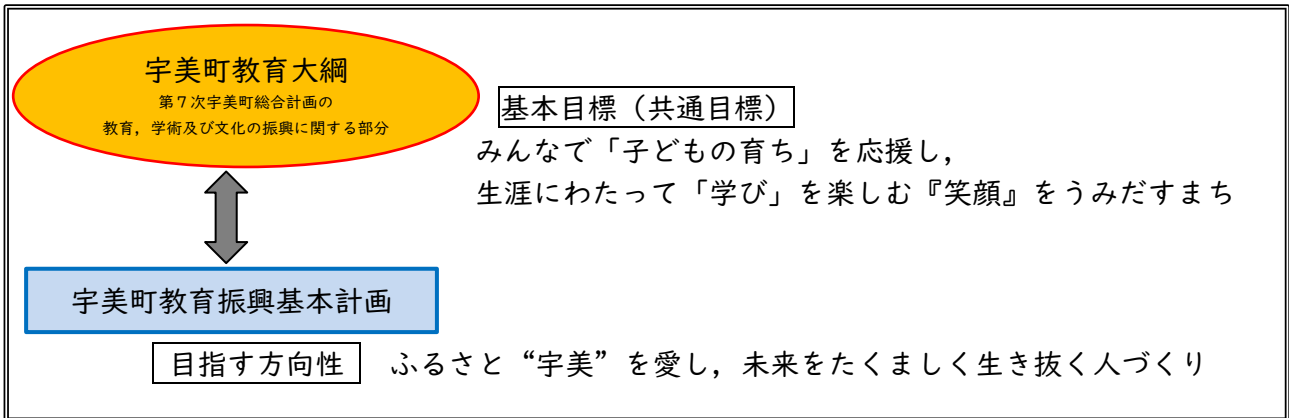 宇美町教育大綱
第7次宇美町総合計画の
教育，学術及び文化の振興に関する部分
基本目標（共通目標）
みんなで「子どもの育ち」を応援し，
生涯にわたって「学び」を楽しむ『笑顔』をうみだすまち
宇美町教育振興基本計画
目指す方向性 ふるさと“宇美”を愛し，未来をたくましく生き抜く人づくり